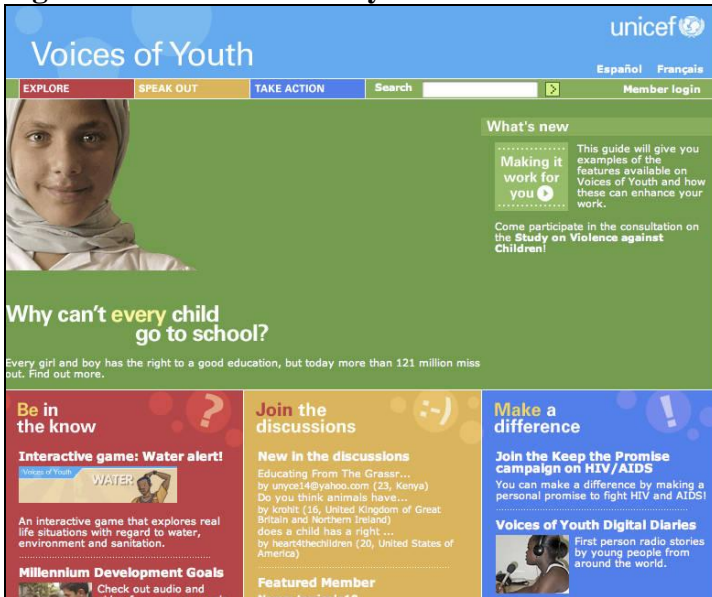 Voices of Youth
unicef
Español Français
EXPLORE SPEAK OUT TAKE ACTION Search Member login
What's new
Making it
work for
you
This guide will give you
examples of the
features available on
Voices of Youth and how
these can enhance your
work.
Come participate in the consultation on
the Study on Violence against
Children!
Why can't every child
go to school?
Every girl and boy has the right to a good education, but today more than 121 million miss
out. Find out more.
Be in
the know
?
Interactive game: Water alert!
Voices of Youth
WATER
An interactive game that explores real
life situations with regard to water,
environment and sanitation.
Millennium Development Goals
Check out audio and
Join the
discussions
:-)
New in the discussions
Educating From The Grassr...
by unyce14@yahoo.com (23, Kenya)
Do you think animals have...
by krohit (16, United Kingdom of Great
Britain and Northern Ireland)
does a child has a right ...
by heart4thechildren (20, United States of
America)
Featured Member
Make a
difference
!
Join the Keep the Promise
campaign on HIV/AIDS
You can make a difference by making a
personal promise to fight HIV and AIDS!
Voices of Youth Digital Diaries
First person radio stories
by young people from
around the world.